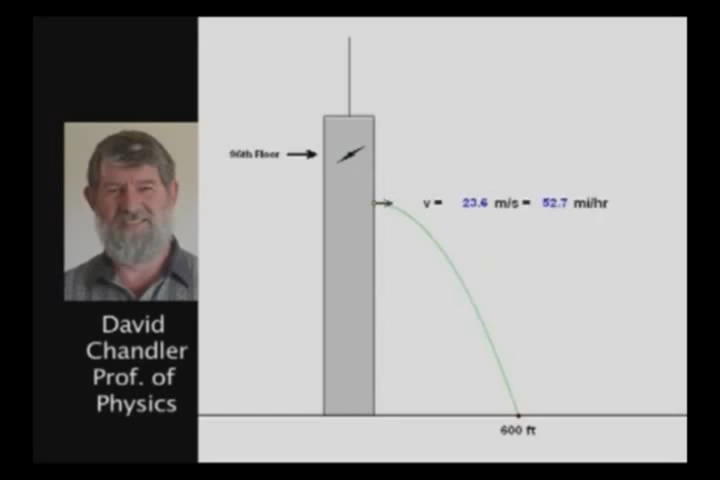 96th Floor
v = 23.6 m/s = 52.7 mi/hr
600 ft
David
Chandler
Prof. of
Physics